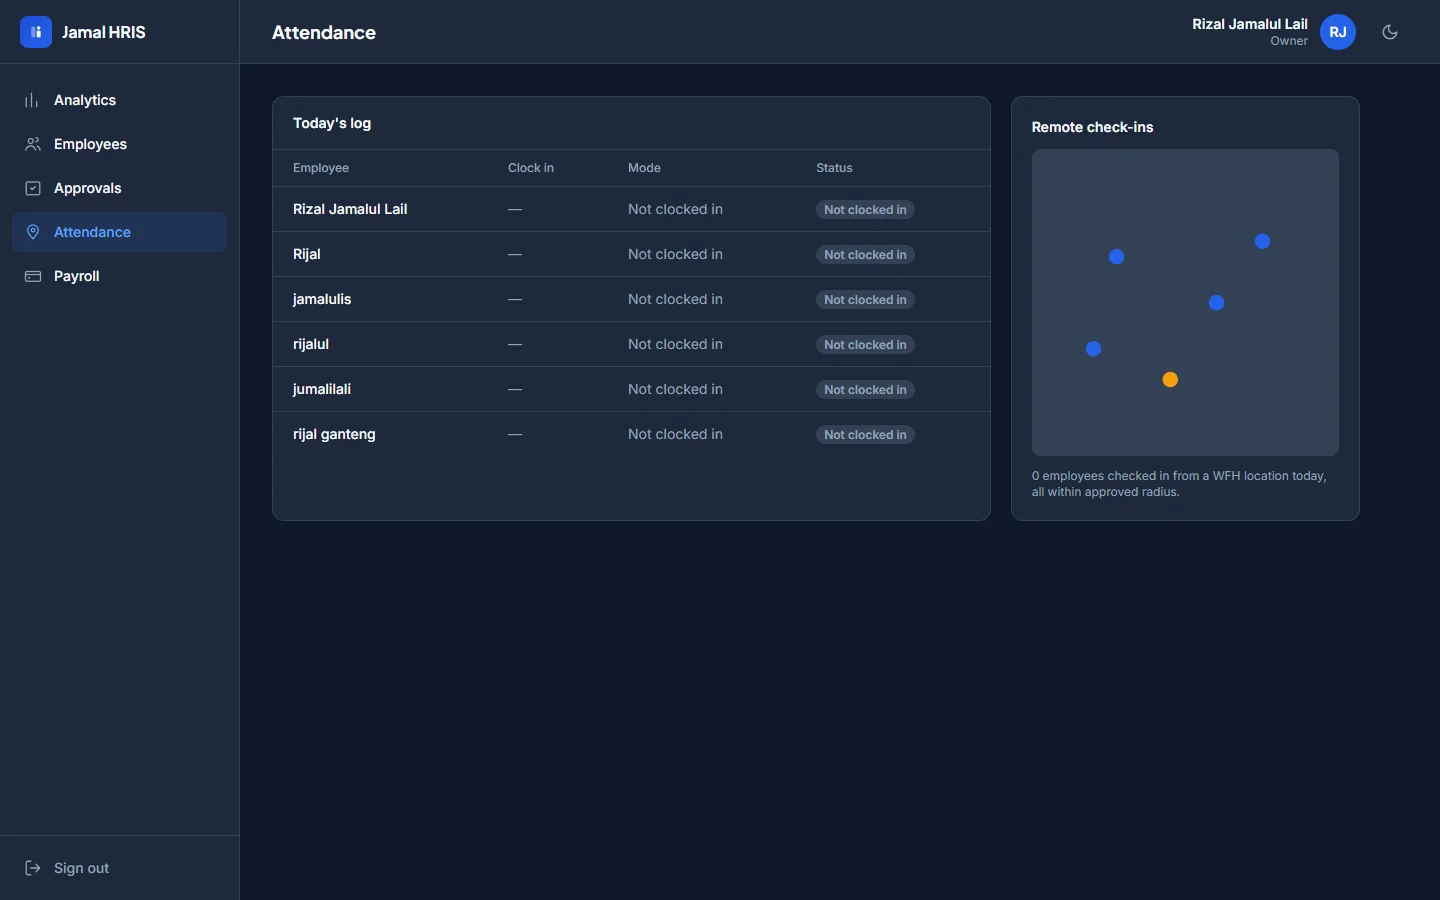 Jamal HRIS
Attendance
Rizal Jamalul Lail
Owner
RJ
Analytics
Employees
Approvals
Attendance
Payroll
Sign out
Today's log
Employee Clock in Mode Status
Rizal Jamalul Lail — Not clocked in Not clocked in
Rijal — Not clocked in Not clocked in
jamalulis — Not clocked in Not clocked in
rijalul — Not clocked in Not clocked in
jumalilali — Not clocked in Not clocked in
rijal ganteng — Not clocked in Not clocked in
Remote check-ins
0 employees checked in from a WFH location today,
all within approved radius.